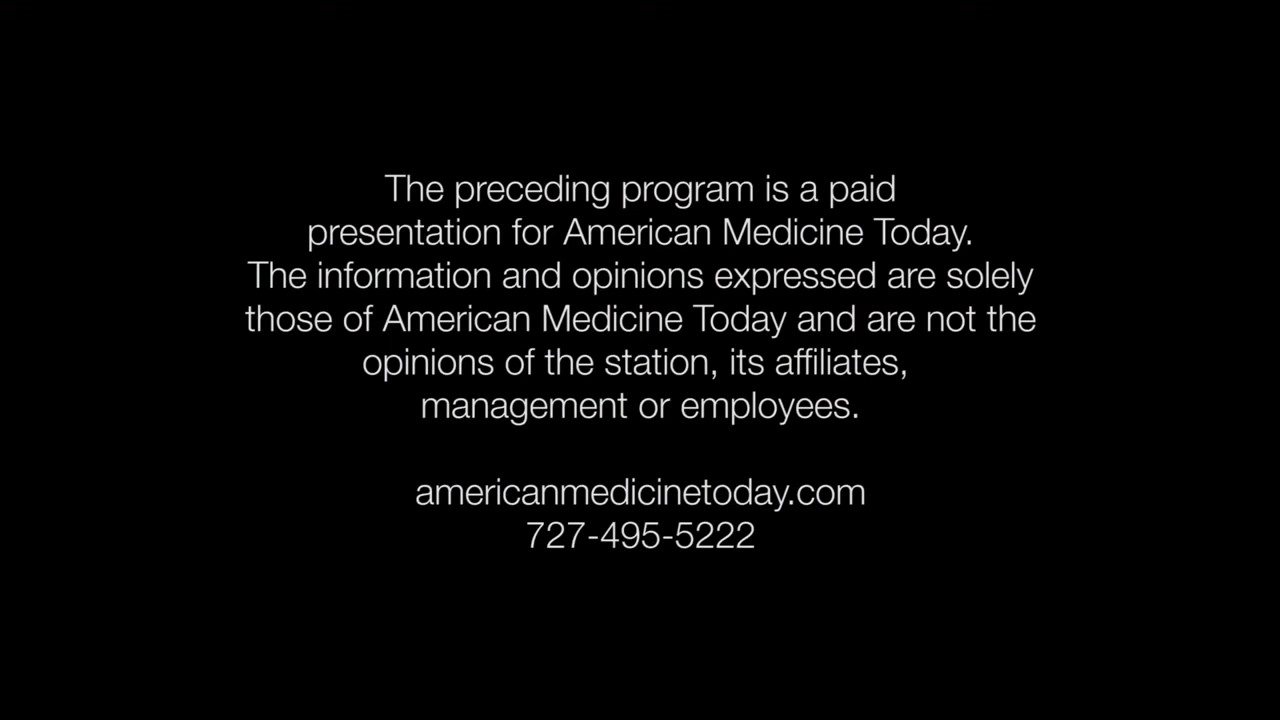 The preceding program is a paid
presentation for American Medicine Today.
The information and opinions expressed are solely
those of American Medicine Today and are not the
opinions of the station, its affiliates,
management or employees.
americanmedicinetoday.com
727-495-5222